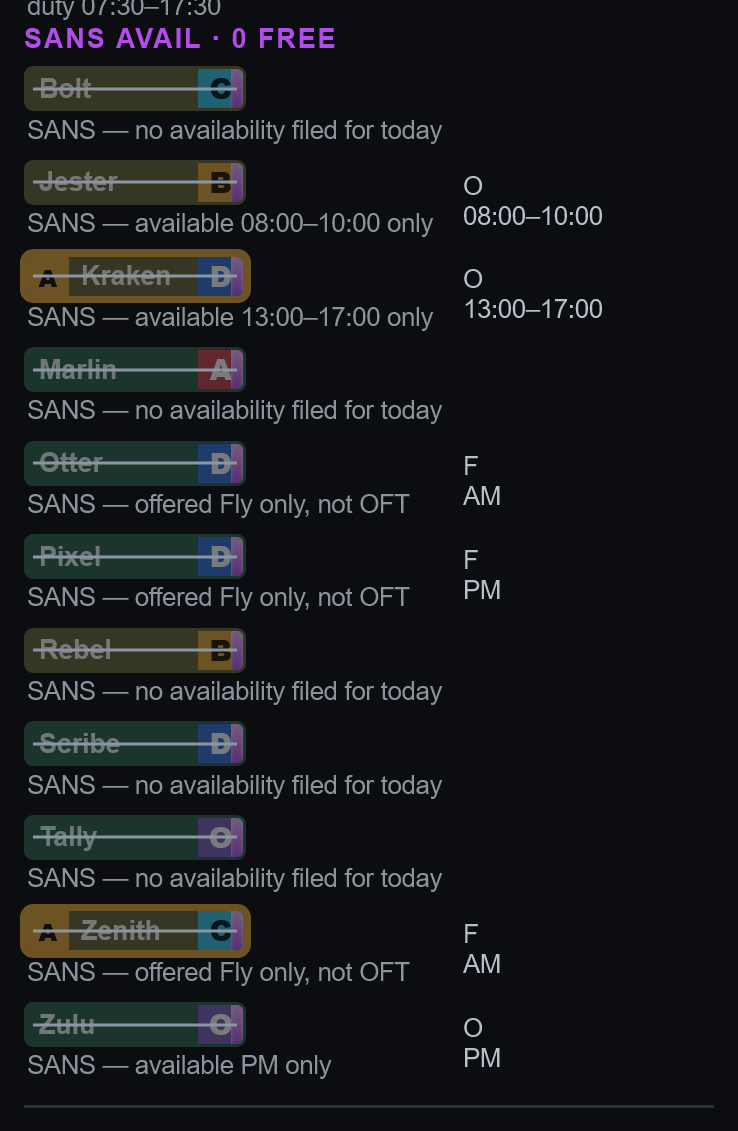 duty 07:30–17:30
SANS AVAIL · 0 FREE
Bolt C
SANS — no availability filed for today
Jester B
O
SANS — available 08:00–10:00 only
08:00–10:00
A Kraken D
O
SANS — available 13:00–17:00 only
13:00–17:00
Marlin A
SANS — no availability filed for today
Otter D
F
SANS — offered Fly only, not OFT
AM
Pixel D
F
SANS — offered Fly only, not OFT
PM
Rebel B
SANS — no availability filed for today
Scribe D
SANS — no availability filed for today
Tally O
SANS — no availability filed for today
A Zenith C
F
SANS — offered Fly only, not OFT
AM
Zulu O
O
SANS — available PM only
PM